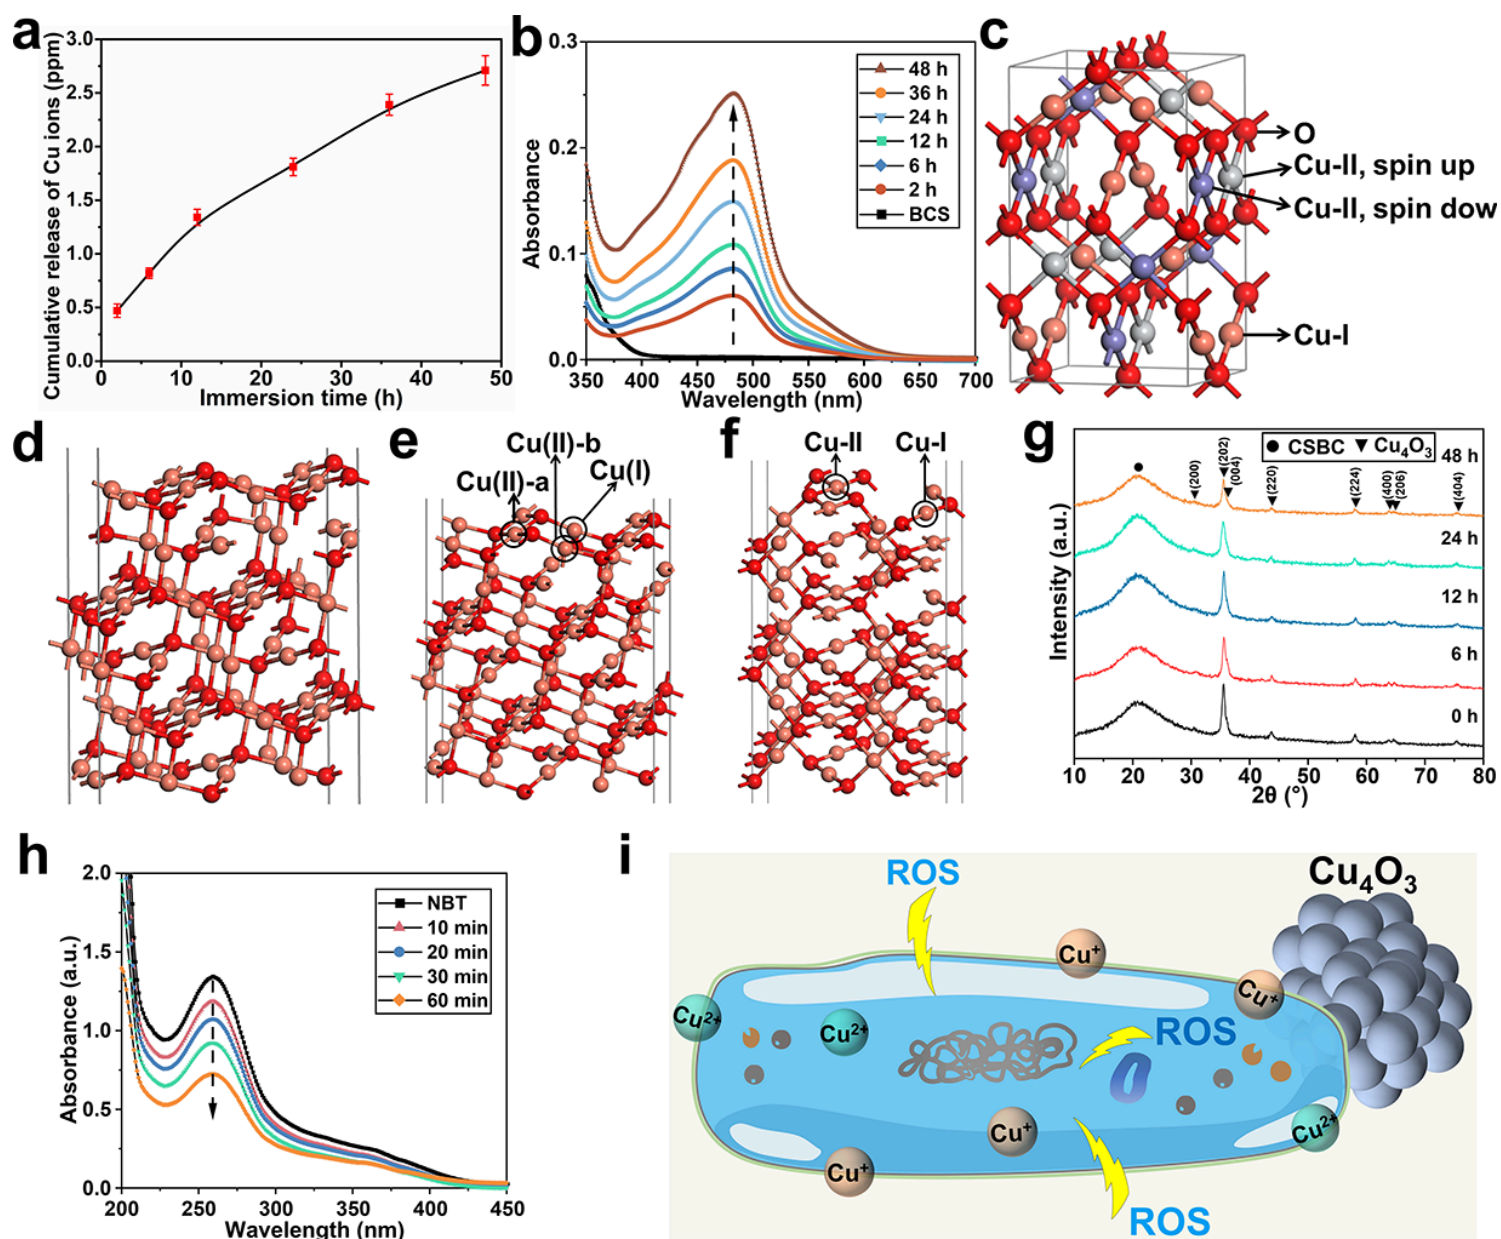 a
Cumulative release of Cu ions (ppm)
3.0
2.5
2.0
1.5
1.0
0.5
0.0
0 10 20 30 40 50
Immersion time (h)
b
Absorbance
0.3
0.2
0.1
0.0
350 400 450 500 550 600 650 700
Wavelength (nm)
48 h
36 h
24 h
12 h
6 h
2 h
BCS
c
O
Cu-II, spin up
Cu-II, spin dow
Cu-I
d
e
Cu(II)-b
Cu(II)-a
Cu(I)
f
Cu-II
Cu-I
g
Intensity (a.u.)
CSBC Cu₄O₃
48 h
(200)
(202)
(004)
(220)
(224)
(400)
(206)
(404)
24 h
12 h
6 h
0 h
10 20 30 40 50 60 70 80
2θ (°)
h
Absorbance (a.u.)
2.0
1.5
1.0
0.5
0.0
200 250 300 350 400 450
Wavelength (nm)
NBT
10 min
20 min
30 min
60 min
i
ROS
Cu₄O₃
Cu⁺
Cu⁺
Cu²⁺
Cu²⁺
ROS
Cu⁺
Cu²⁺
Cu⁺
ROS